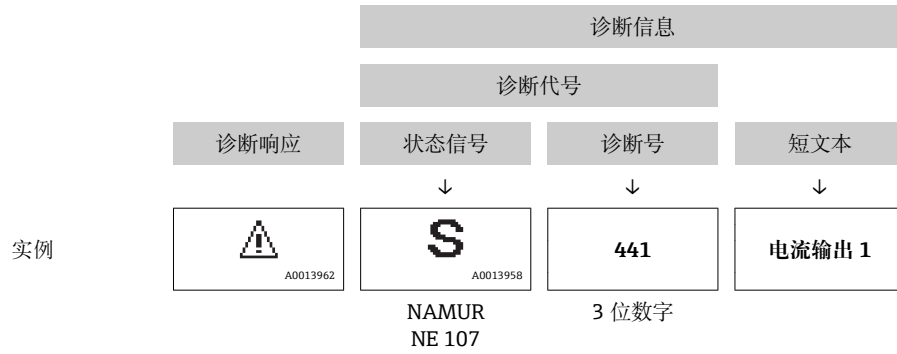 诊断信息
诊断代号
诊断响应 状态信号 诊断号 短文本
↓ ↓ ↓
实例 ⚠ S 441 电流输出 1
A0013962 A0013958
NAMUR 3 位数字
NE 107